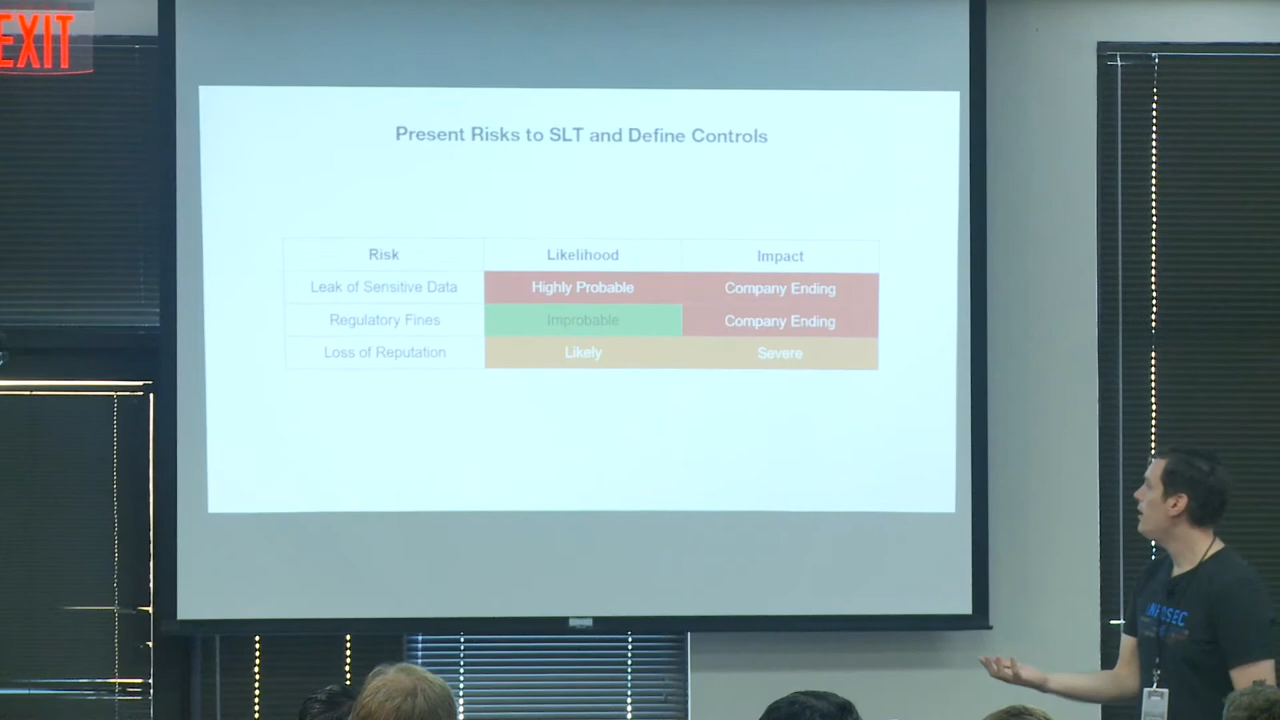 EXIT
Present Risks to SLT and Define Controls
Risk Likelihood Impact
Leak of Sensitive Data Highly Probable Company Ending
Regulatory Fines Improbable Company Ending
Loss of Reputation Likely Severe